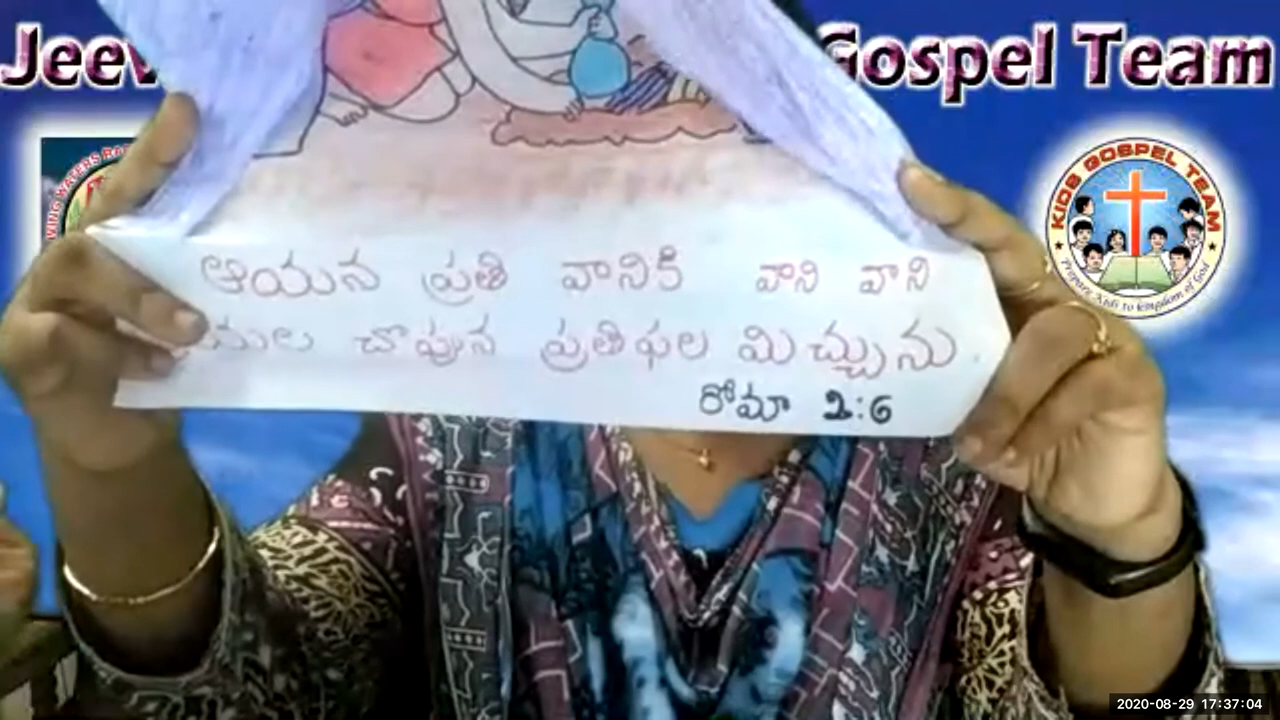 Gospel Team
KIDS GOSPEL TEAM
Prepare Kids to kingdom of God
ఆయన ప్రతి వానికి వాని వాని
చొప్పున ప్రతిఫల మిచ్చును
రోమా 2:6
2020-08-29 17:37:04